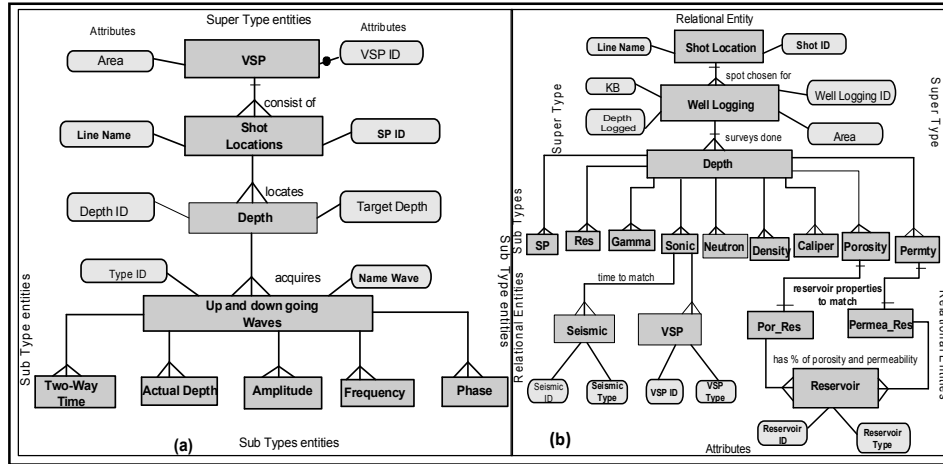 Super Type entities
Attributes
Attributes
Area
VSP
VSP ID
consist of
Line Name
Shot
Locations
SP ID
locates
Depth ID
Depth
Target Depth
Type ID
acquires
Name Wave
Up and down going
Waves
Two-Way
Time
Actual Depth
Amplitude
Frequency
Phase
Sub Type entities
Sub Type entities
(a)
Sub Types entities
Relational Entity
Line Name
Shot Location
Shot ID
spot chosen for
KB
Well Logging ID
Depth
Logged
Well Logging
Area
Super Type
Super Type
surveys done
Depth
Sub Types
SP
Res
Gamma
Sonic
Neutron
Density
Caliper
Porosity
Permty
time to match
reservoir properties
to match
Relational Entities
Seismic
VSP
Por_Res
Permea_Res
has % of porosity and permeability
Seismic
ID
Seismic
Type
VSP ID
VSP
Type
Reservoir
Reservoir
ID
Reservoir
Type
(b)
Attributes